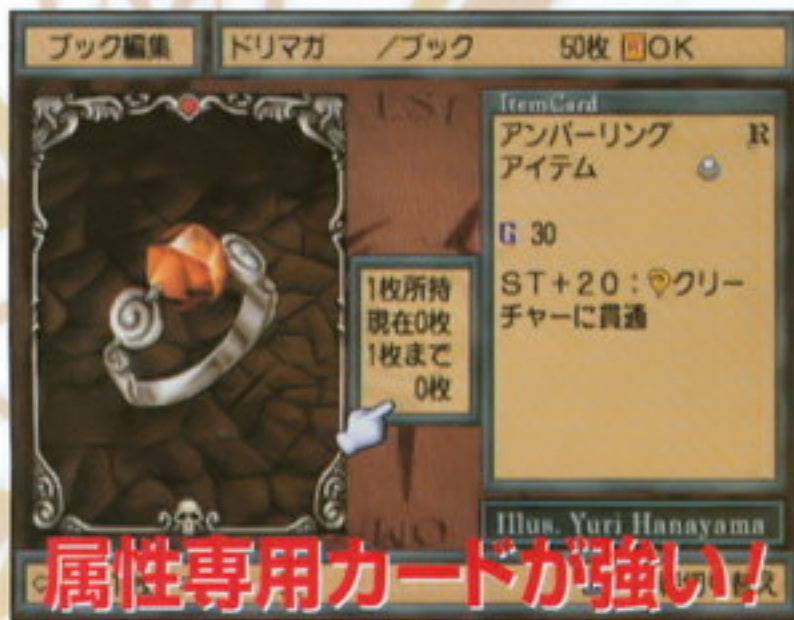 ブック編集
ドリマガ /ブック 50枚 R OK
ItemCard
アンバーリング R
アイテム
G 30
ST+20:クリー
チャーに貫通
1枚所持
現在0枚
1枚まで
0枚
Illus. Yuri Hanayama
属性専用カードが強い!